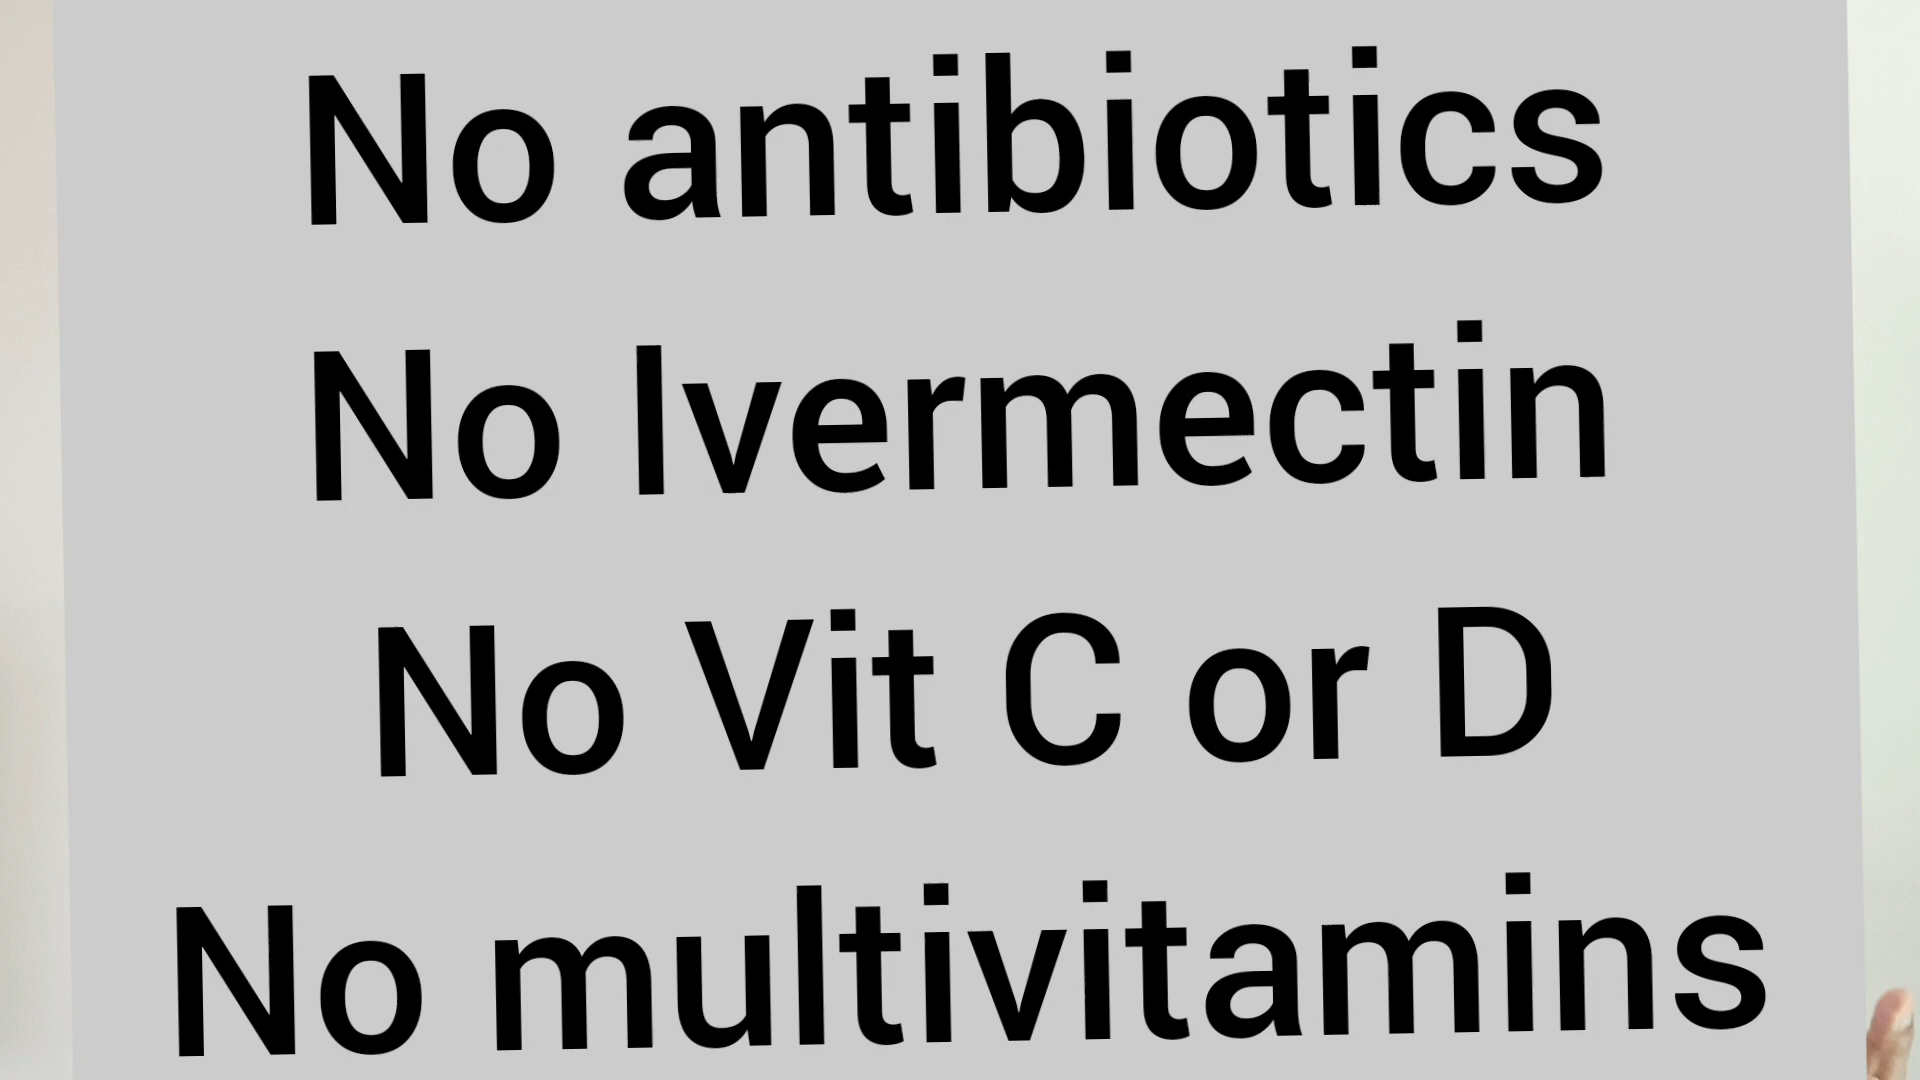 No antibiotics
No Ivermectin
No Vit C or D
No multivitamins